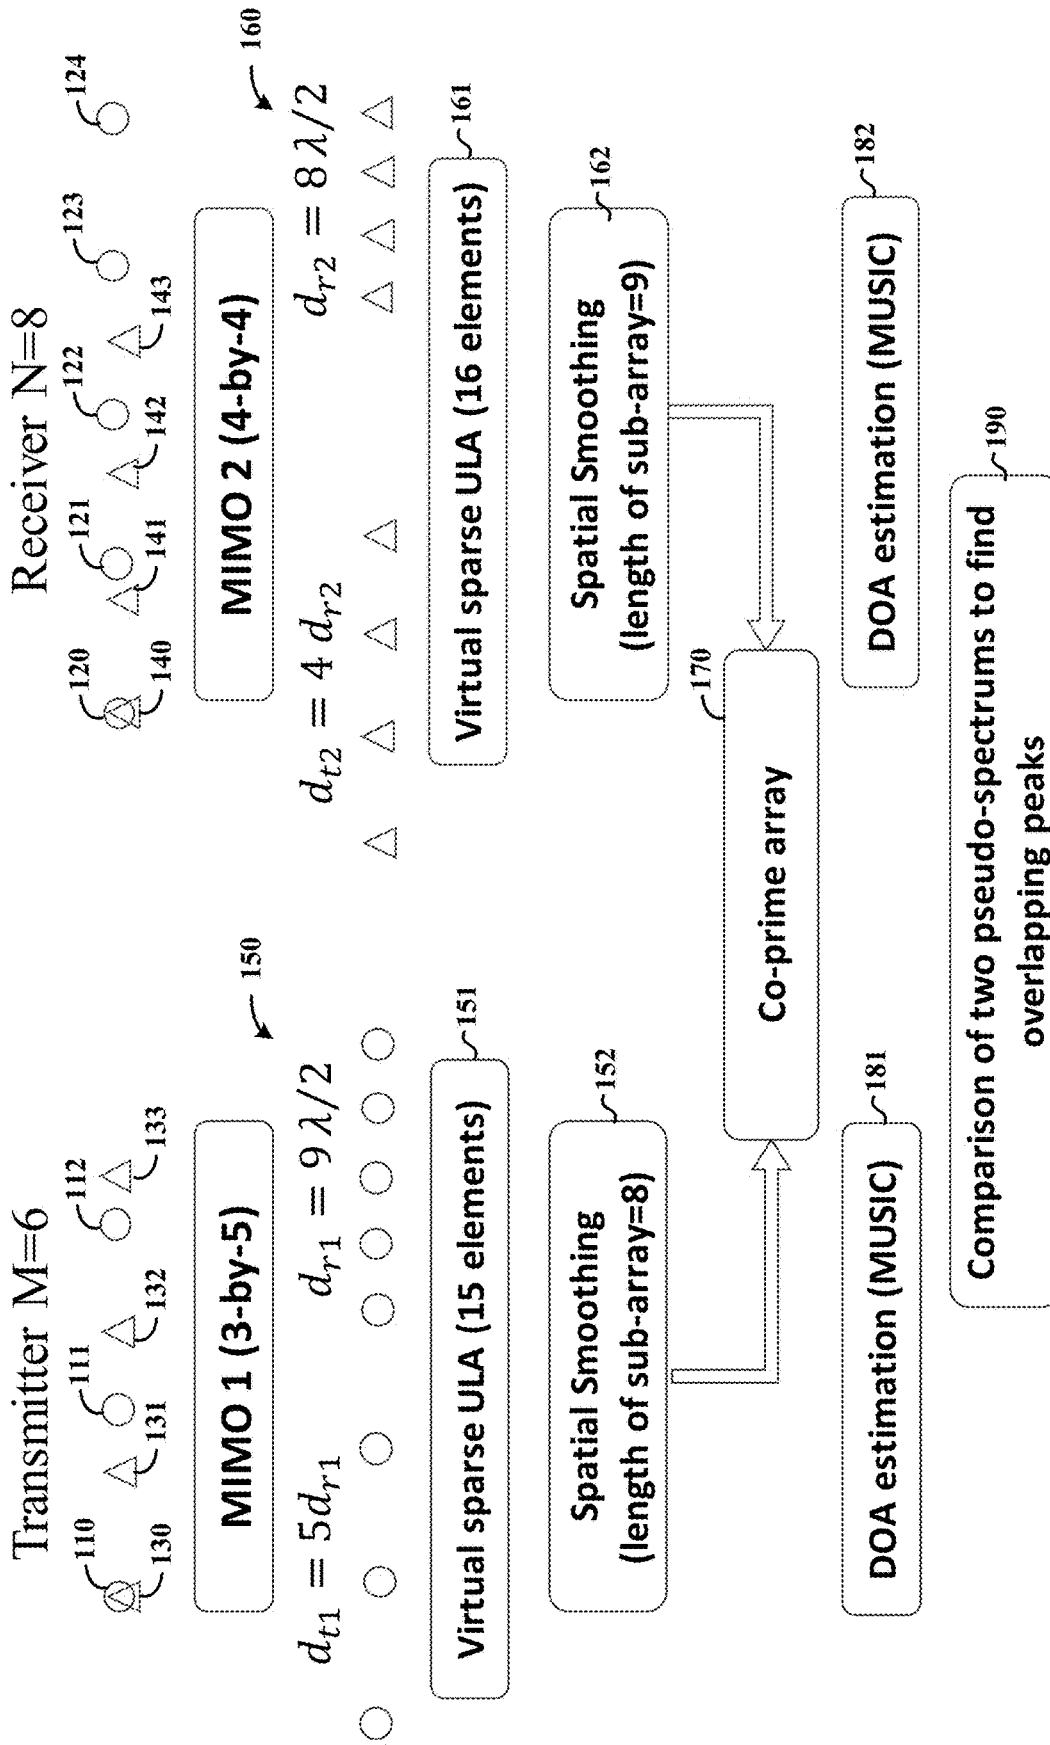 Transmitter M=6
Receiver N=8
110
111
112
120
121
122
123
124
130
131
132
133
140
141
142
143
MIMO 1 (3-by-5)
MIMO 2 (4-by-4)
150
160
d_{t1} = 5d_{r1}
d_{r1} = 9 λ/2
d_{t2} = 4 d_{r2}
d_{r2} = 8 λ/2
Virtual sparse ULA (15 elements)
151
Virtual sparse ULA (16 elements)
161
Spatial Smoothing
(length of sub-array=8)
152
Spatial Smoothing
(length of sub-array=9)
162
Co-prime array
170
DOA estimation (MUSIC)
181
DOA estimation (MUSIC)
182
Comparison of two pseudo-spectrums to find
overlapping peaks
190